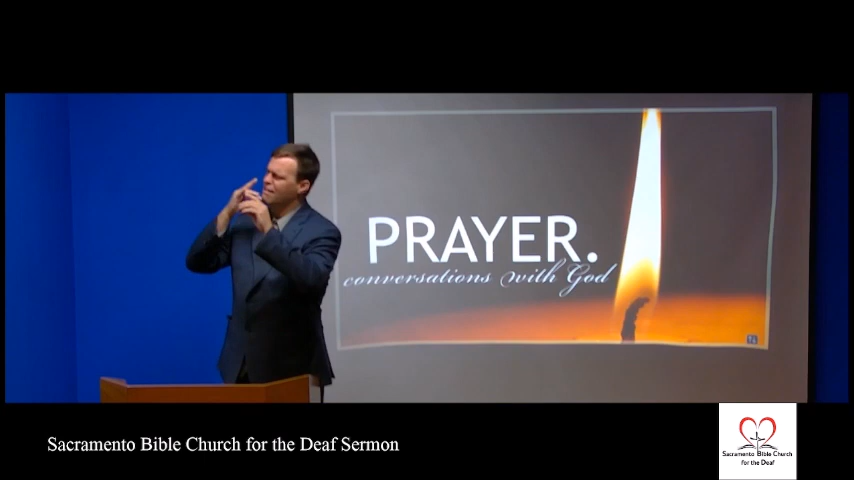 PRAYER.
conversations with God
Sacramento Bible Church for the Deaf Sermon
Sacramento Bible Church
for the Deaf